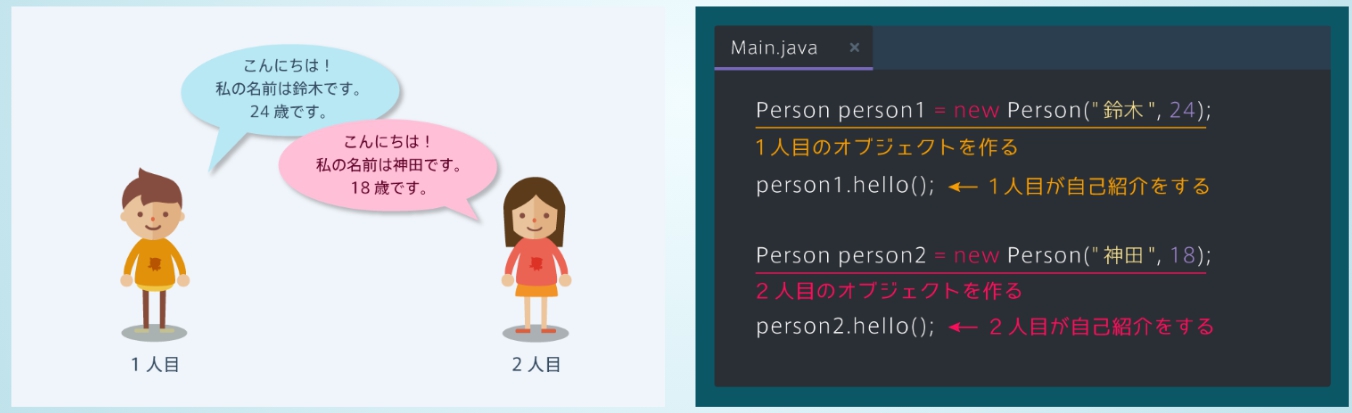 こんにちは！
私の名前は鈴木です。
24 歳です。
こんにちは！
私の名前は神田です。
18 歳です。
1 人目
2 人目
Main.java ×
Person person1 = new Person("鈴木", 24);
1人目のオブジェクトを作る
person1.hello(); ← 1人目が自己紹介をする
Person person2 = new Person("神田", 18);
2人目のオブジェクトを作る
person2.hello(); ← 2人目が自己紹介をする